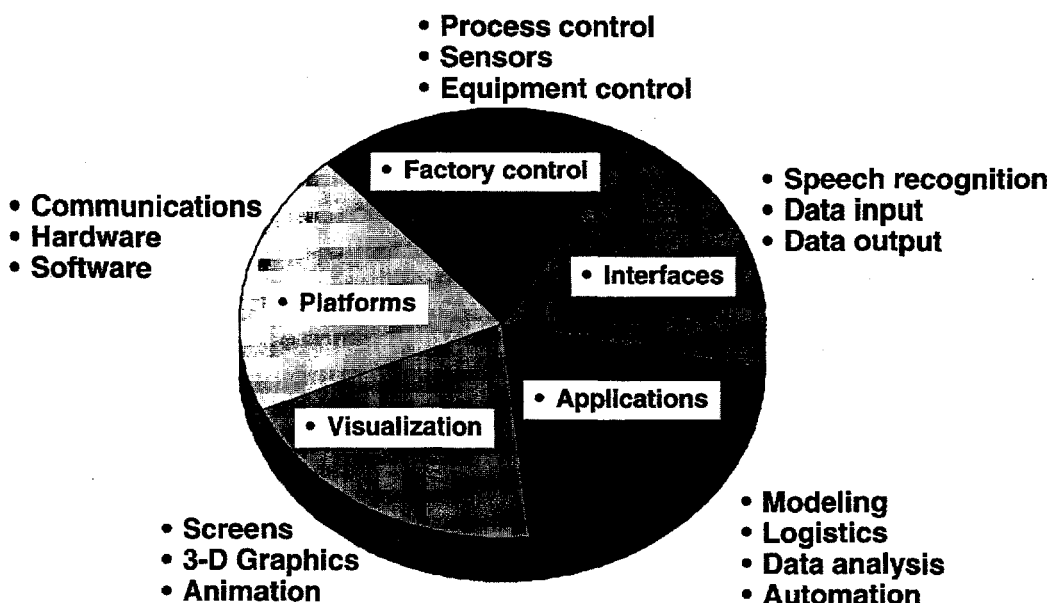 • Process control
• Sensors
• Equipment control
• Factory control
• Speech recognition
• Data input
• Data output
• Communications
• Hardware
• Software
• Interfaces
• Platforms
• Applications
• Visualization
• Modeling
• Logistics
• Data analysis
• Automation
• Screens
• 3-D Graphics
• Animation